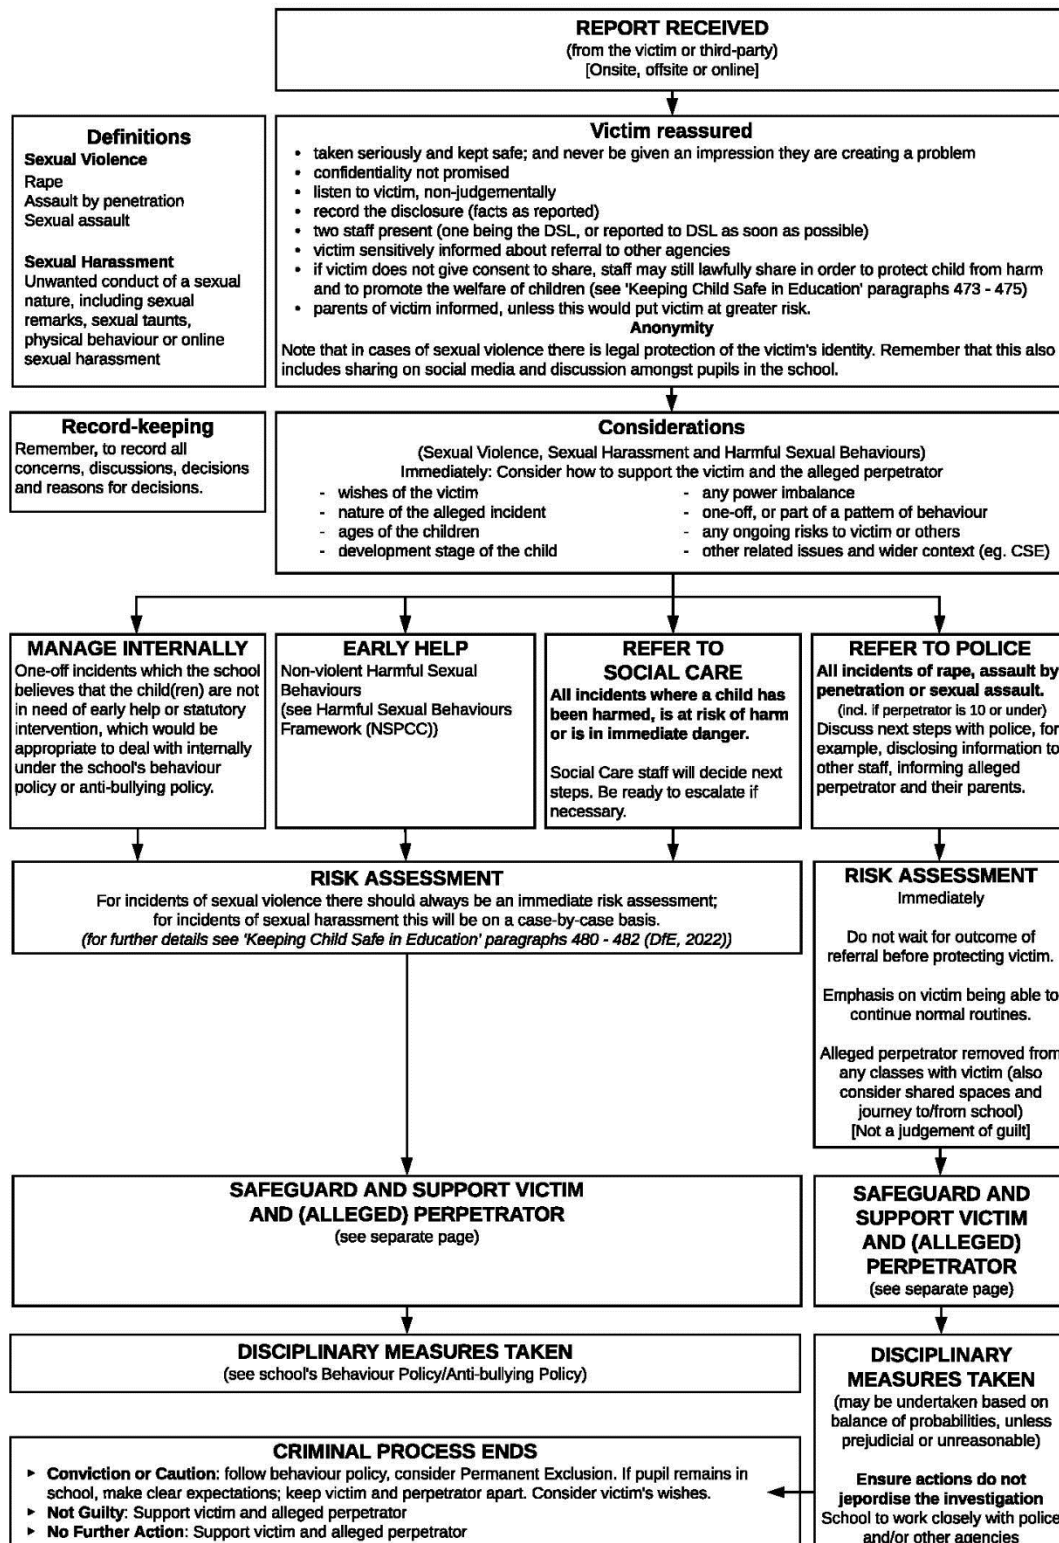 REPORT RECEIVED
(from the victim or third-party)
[Onsite, offsite or online]
Definitions
Sexual Violence
Rape
Assault by penetration
Sexual assault
Sexual Harassment
Unwanted conduct of a sexual
nature, including sexual
remarks, sexual taunts,
physical behaviour or online
sexual harassment
Victim reassured
• taken seriously and kept safe; and never be given an impression they are creating a problem
• confidentiality not promised
• listen to victim, non-judgementally
• record the disclosure (facts as reported)
• two staff present (one being the DSL, or reported to DSL as soon as possible)
• victim sensitively informed about referral to other agencies
• if victim does not give consent to share, staff may still lawfully share in order to protect child from harm
and to promote the welfare of children (see 'Keeping Child Safe in Education' paragraphs 473 - 475)
• parents of victim informed, unless this would put victim at greater risk.
Anonymity
Note that in cases of sexual violence there is legal protection of the victim's identity. Remember that this also
includes sharing on social media and discussion amongst pupils in the school.
Record-keeping
Remember, to record all
concerns, discussions, decisions
and reasons for decisions.
Considerations
(Sexual Violence, Sexual Harassment and Harmful Sexual Behaviours)
Immediately: Consider how to support the victim and the alleged perpetrator
- wishes of the victim
- nature of the alleged incident
- ages of the children
- development stage of the child
- any power imbalance
- one-off, or part of a pattern of behaviour
- any ongoing risks to victim or others
- other related issues and wider context (eg. CSE)
MANAGE INTERNALLY
One-off incidents which the school
believes that the child(ren) are not
in need of early help or statutory
intervention, which would be
appropriate to deal with internally
under the school's behaviour
policy or anti-bullying policy.
EARLY HELP
Non-violent Harmful Sexual
Behaviours
(see Harmful Sexual Behaviours
Framework (NSPCC))
REFER TO
SOCIAL CARE
All incidents where a child has
been harmed, is at risk of harm
or is in immediate danger.
Social Care staff will decide next
steps. Be ready to escalate if
necessary.
REFER TO POLICE
All incidents of rape, assault by
penetration or sexual assault.
(incl. if perpetrator is 10 or under)
Discuss next steps with police, for
example, disclosing information to
other staff, informing alleged
perpetrator and their parents.
RISK ASSESSMENT
For incidents of sexual violence there should always be an immediate risk assessment;
for incidents of sexual harassment this will be on a case-by-case basis.
(for further details see 'Keeping Child Safe in Education' paragraphs 480 - 482 (DfE, 2022))
RISK ASSESSMENT
Immediately
Do not wait for outcome of
referral before protecting victim.
Emphasis on victim being able to
continue normal routines.
Alleged perpetrator removed from
any classes with victim (also
consider shared spaces and
journey to/from school)
[Not a judgement of guilt]
SAFEGUARD AND SUPPORT VICTIM
AND (ALLEGED) PERPETRATOR
(see separate page)
SAFEGUARD AND
SUPPORT VICTIM
AND (ALLEGED)
PERPETRATOR
(see separate page)
DISCIPLINARY MEASURES TAKEN
(see school's Behaviour Policy/Anti-bullying Policy)
DISCIPLINARY
MEASURES TAKEN
(may be undertaken based on
balance of probabilities, unless
prejudicial or unreasonable)
Ensure actions do not
jepordise the investigation
School to work closely with police
and/or other agencies
CRIMINAL PROCESS ENDS
► Conviction or Caution: follow behaviour policy, consider Permanent Exclusion. If pupil remains in
school, make clear expectations; keep victim and perpetrator apart. Consider victim's wishes.
► Not Guilty: Support victim and alleged perpetrator
► No Further Action: Support victim and alleged perpetrator